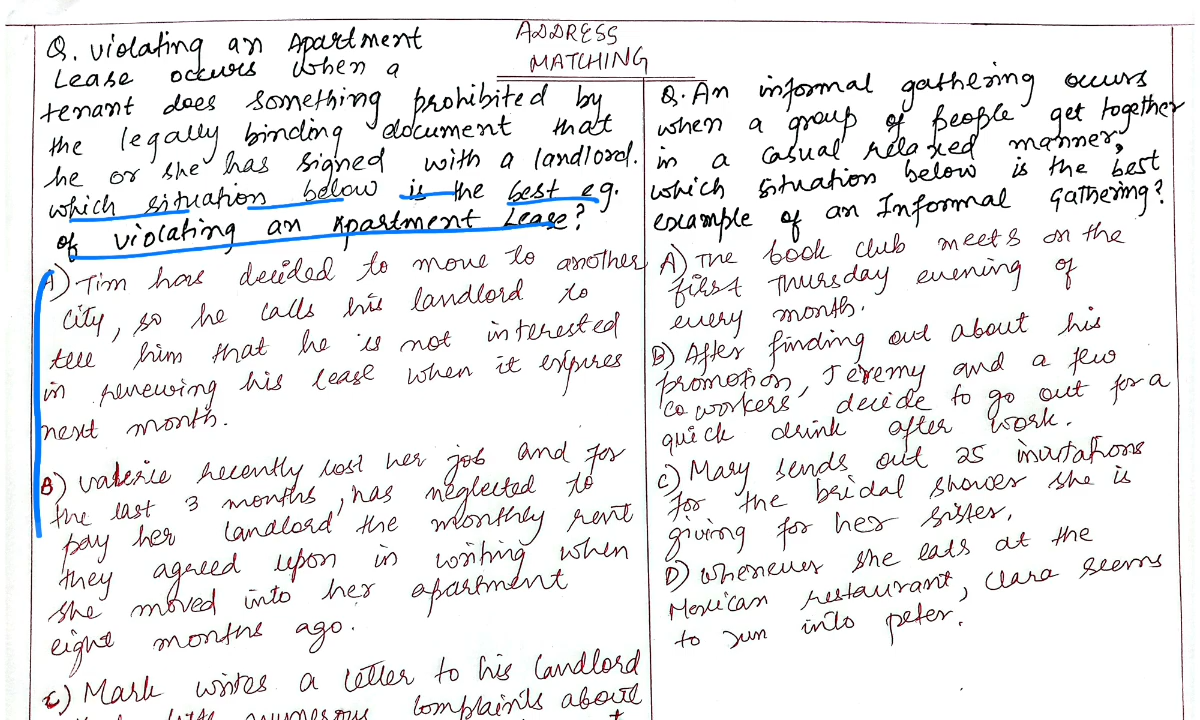 ADDRESS
MATCHING
Q. violating an Apartment
Lease occurs when a
tenant does something prohibited by
the legally binding document that
he or she has signed with a landlord.
which situation below is the best eg.
of violating an Apartment Lease?
A) Tim has decided to move to another
city, so he calls his landlord to
tell him that he is not interested
in renewing his lease when it expires
next month.
B) valerie recently lost her job and for
the last 3 months, has neglected to
pay her landlord the monthey rent
they agreed upon in writing when
she moved into her apartment
eight months ago.
C) Mark writes a letter to his landlord
numerous complaints about
Q. An informal gathering occurs
when a group of people get together
in a casual relaxed manner,
which situation below is the best
example of an Informal Gathering?
A) The book club meets on the
first Thursday evening of
every month.
B) After finding out about his
promotion, Jeremy and a few
co workers decide to go out for a
quick drink after work.
C) Mary sends out 25 invitations
for the bridal shower she is
giving for her sister.
D) whenever she eats at the
Mexican restaurant, Clara seems
to run into peter.